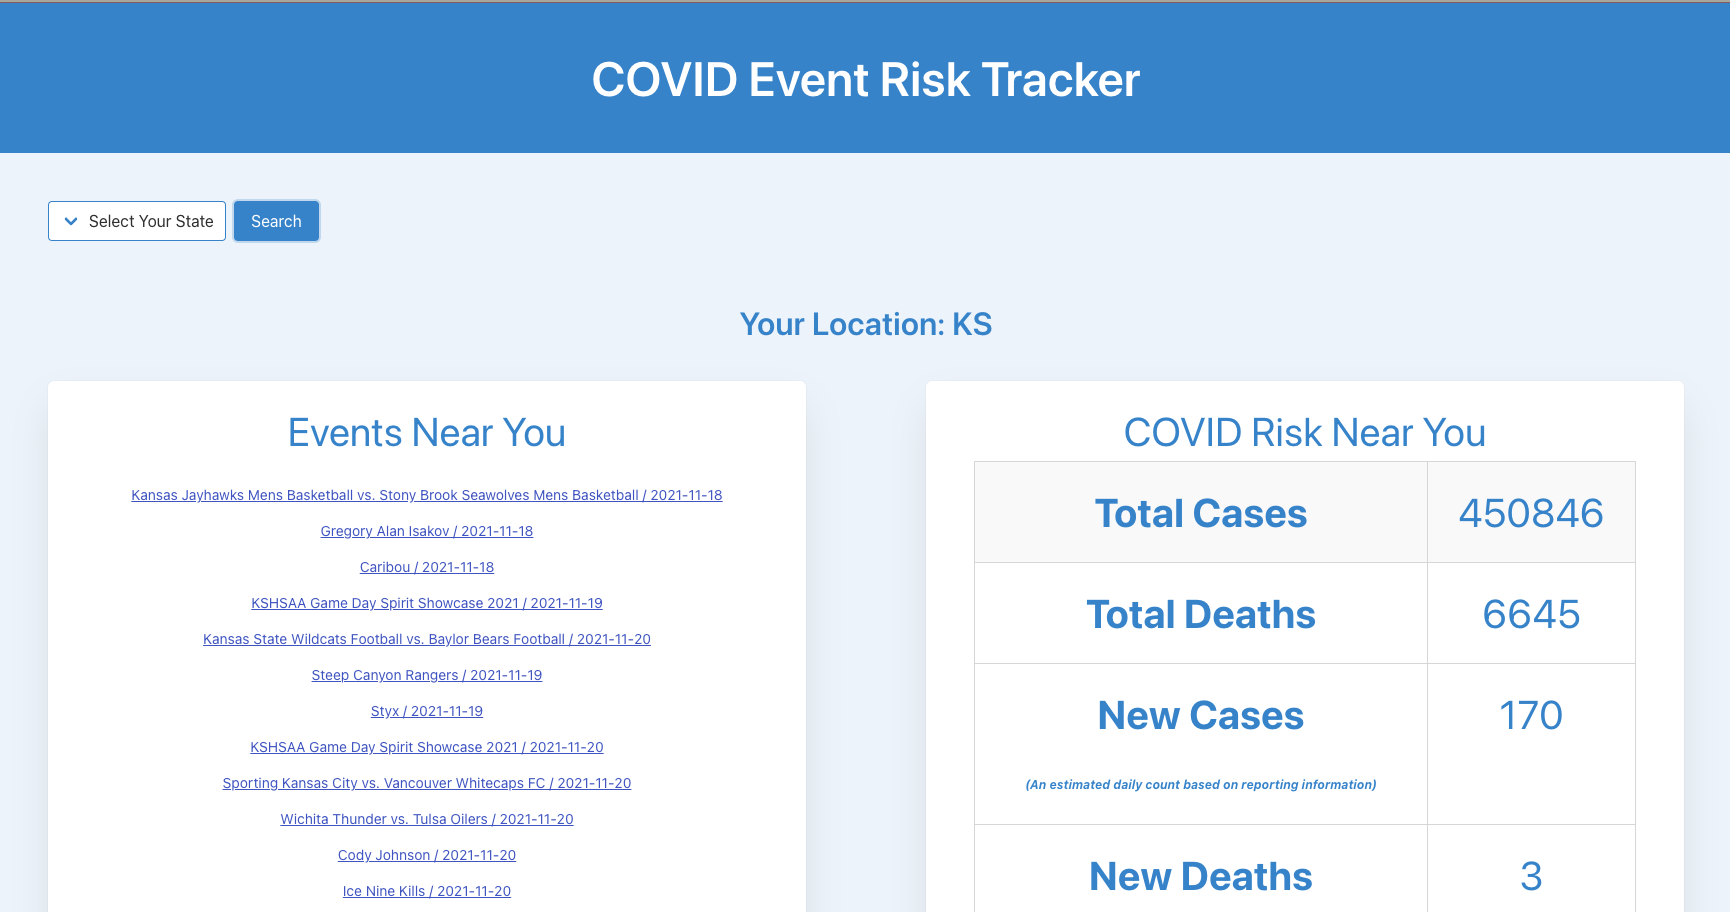 COVID Event Risk Tracker
Select Your State
Search
Your Location: KS
Events Near You
Kansas Jayhawks Mens Basketball vs. Stony Brook Seawolves Mens Basketball / 2021-11-18
Gregory Alan Isakov / 2021-11-18
Caribou / 2021-11-18
KSHSAA Game Day Spirit Showcase 2021 / 2021-11-19
Kansas State Wildcats Football vs. Baylor Bears Football / 2021-11-20
Steep Canyon Rangers / 2021-11-19
Styx / 2021-11-19
KSHSAA Game Day Spirit Showcase 2021 / 2021-11-20
Sporting Kansas City vs. Vancouver Whitecaps FC / 2021-11-20
Wichita Thunder vs. Tulsa Oilers / 2021-11-20
Cody Johnson / 2021-11-20
Ice Nine Kills / 2021-11-20
COVID Risk Near You
Total Cases 450846
Total Deaths 6645
New Cases 170
(An estimated daily count based on reporting information)
New Deaths 3